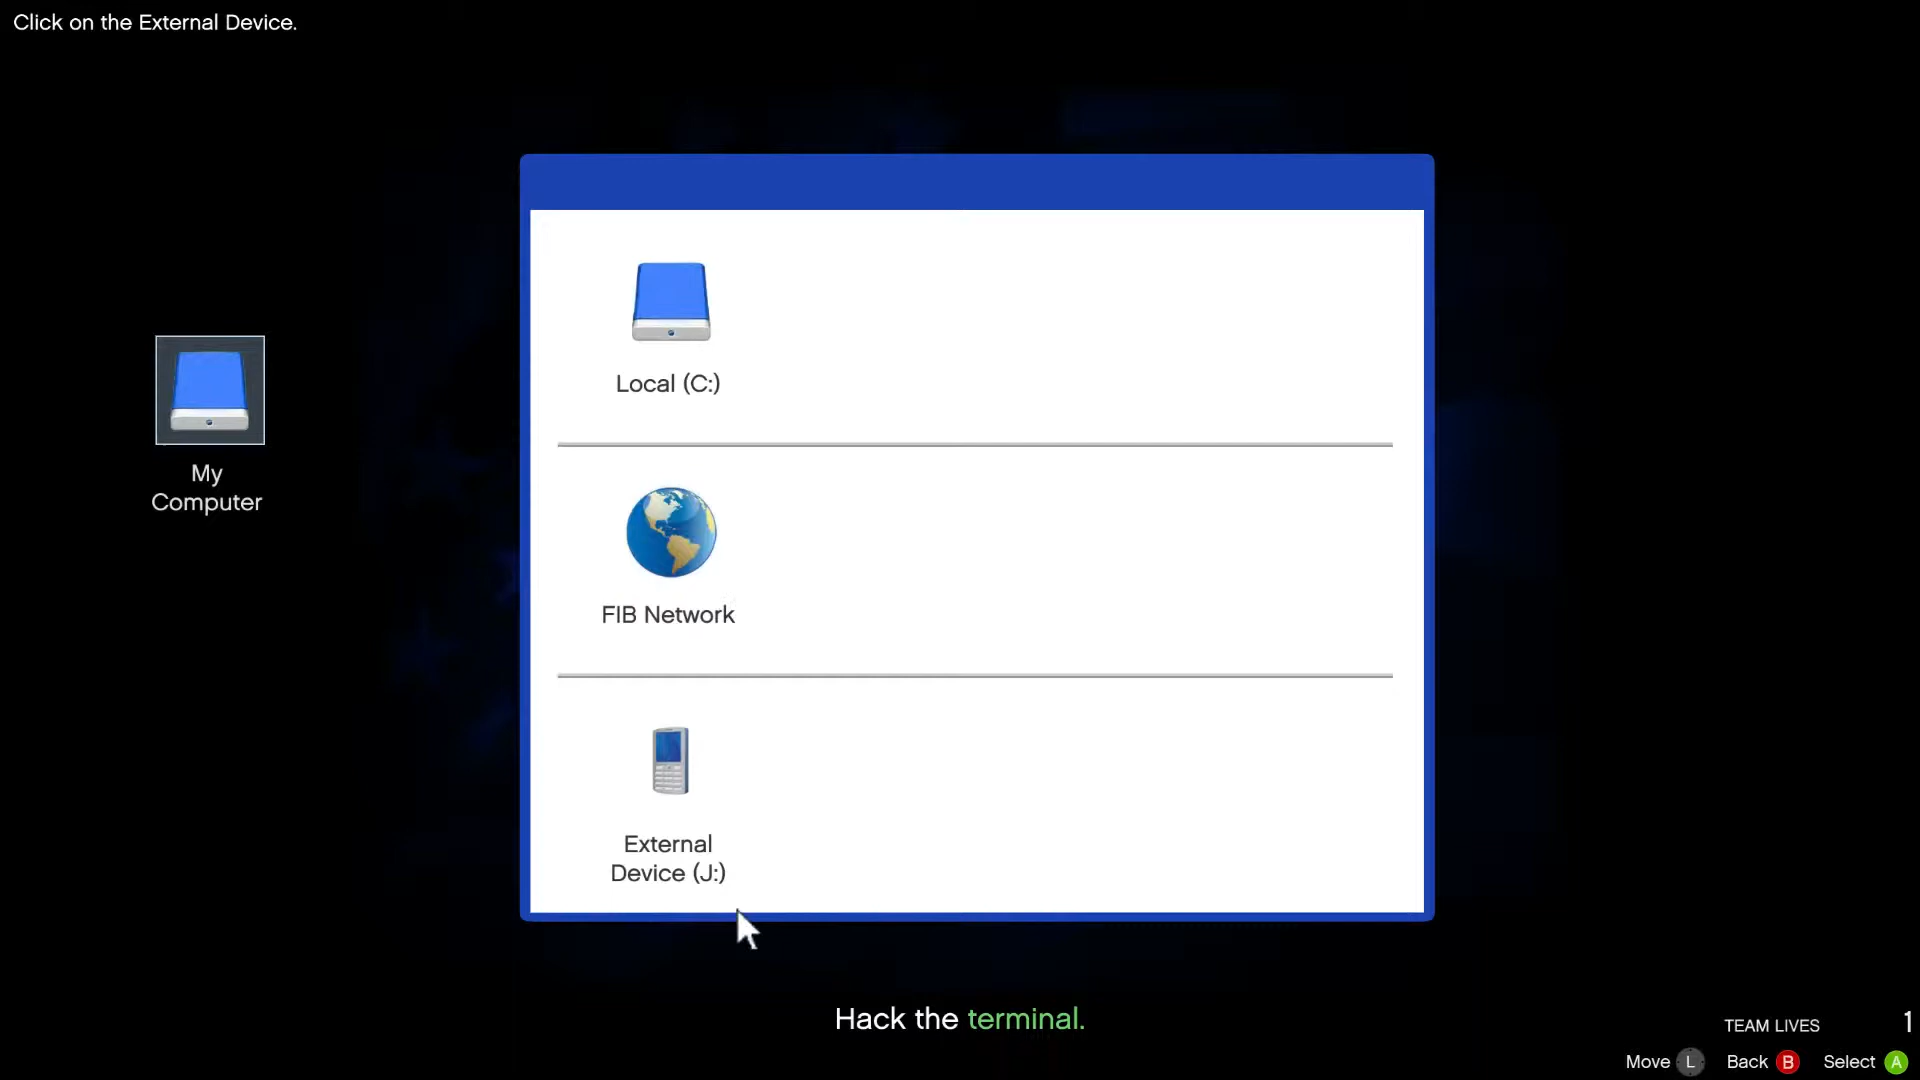 Click on the External Device.
My
Computer
Local (C:)
FIB Network
External
Device (J:)
Hack the terminal.
TEAM LIVES 1
Move L Back B Select A